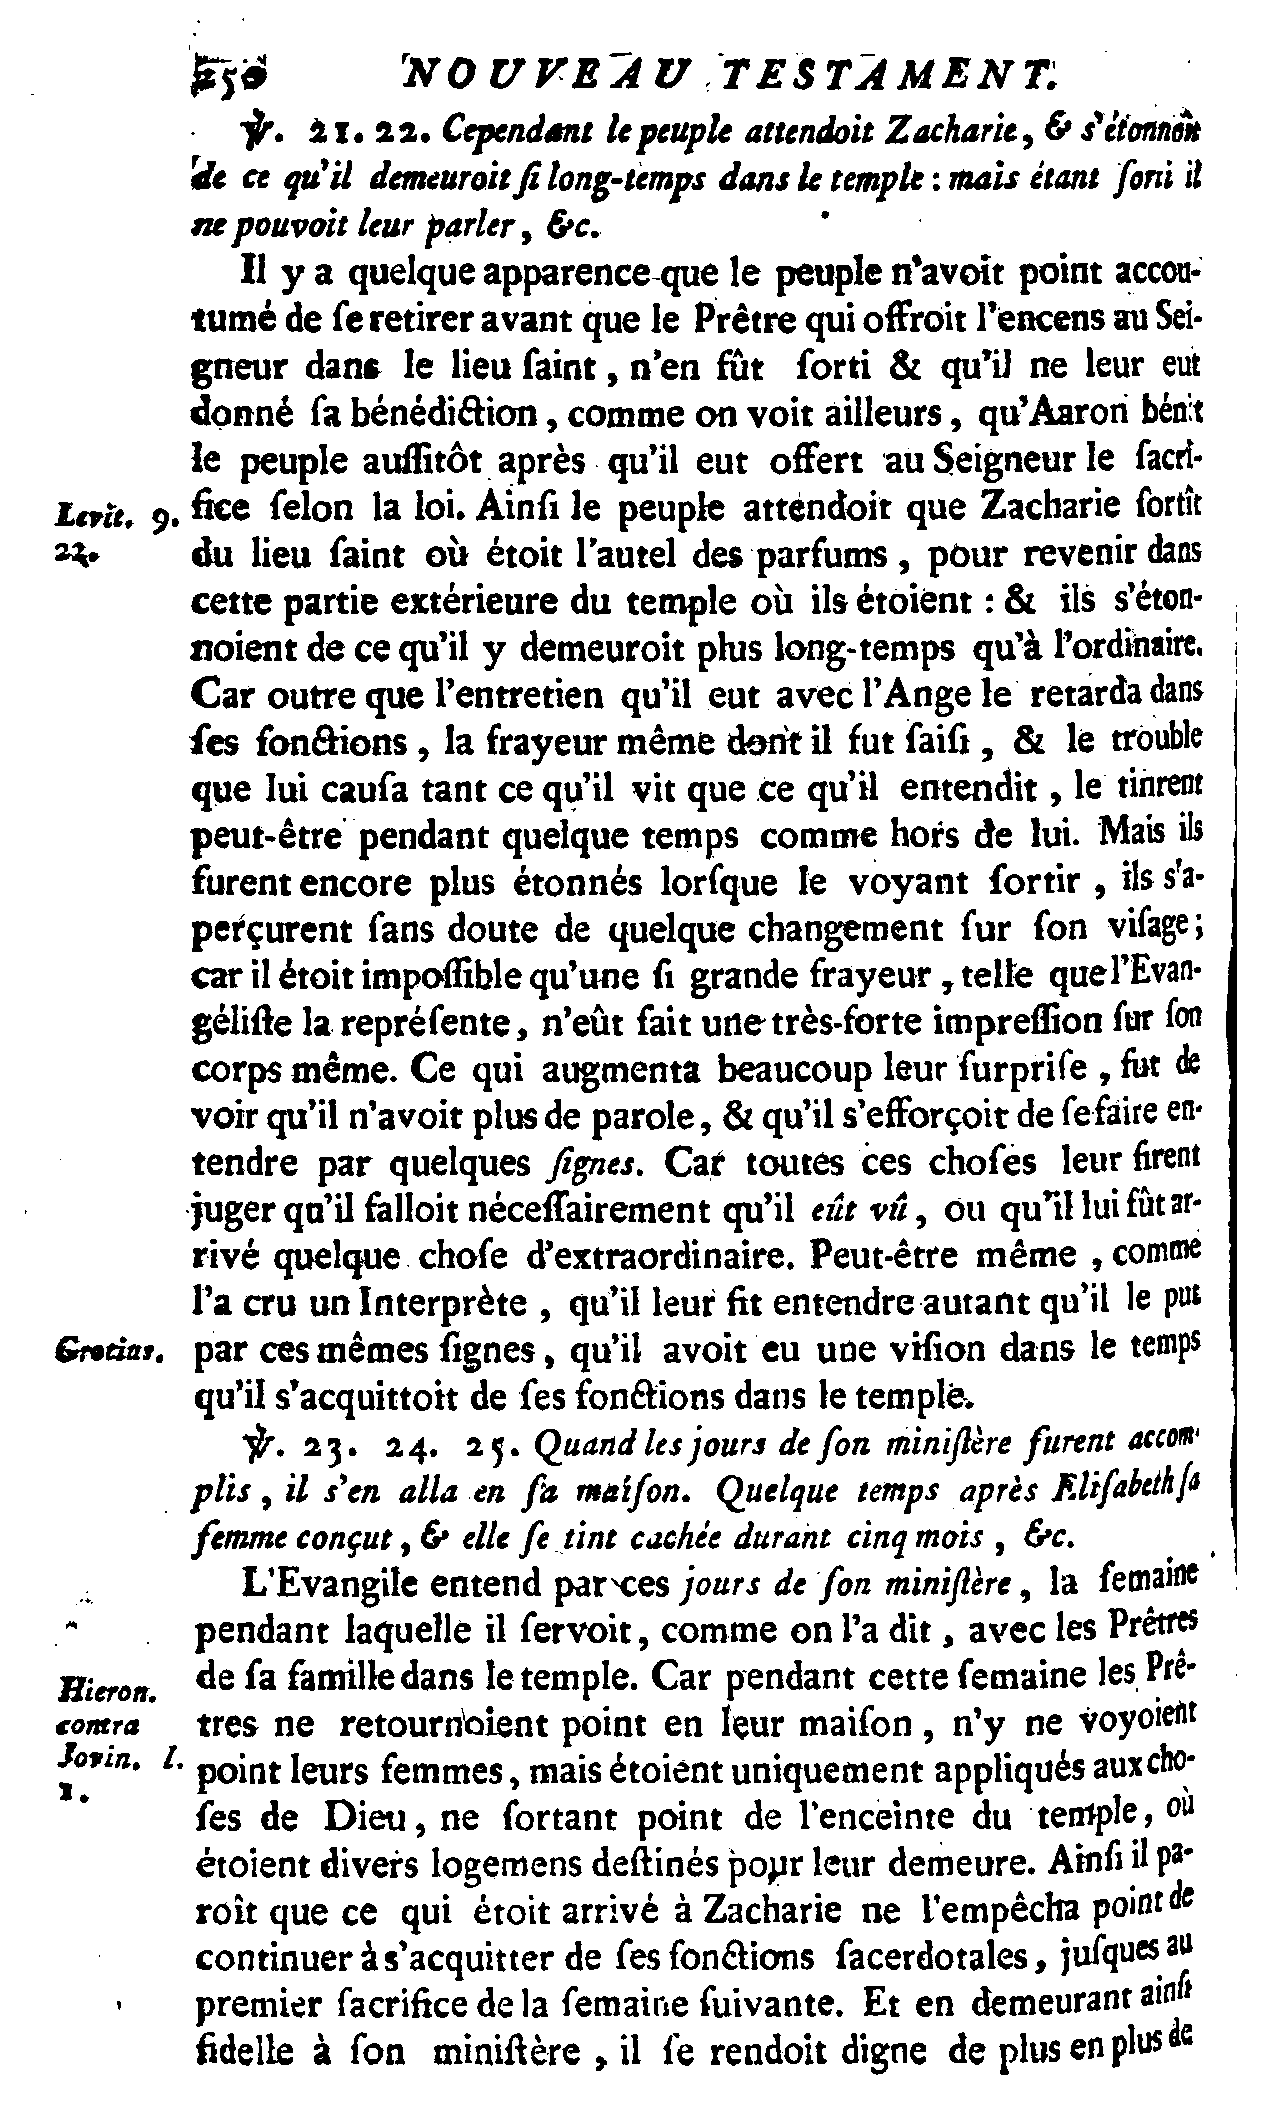 250 NOUVEAU TESTAMENT.
℣. 21. 22. Cependant le peuple attendoit Zacharie, & s'étonnoit
de ce qu'il demeuroit ſi long-temps dans le temple : mais étant ſorti il
ne pouvoit leur parler, &c.
Il y a quelque apparence que le peuple n'avoit point accou-
tumé de ſe retirer avant que le Prêtre qui offroit l'encens au Sei-
gneur dans le lieu ſaint, n'en fût ſorti & qu'il ne leur eut
donné ſa bénédiction, comme on voit ailleurs, qu'Aaron bénit
le peuple auſſitôt après qu'il eut offert au Seigneur le ſacri-
Levit. 9. fice ſelon la loi. Ainſi le peuple attendoit que Zacharie ſortît
22. du lieu ſaint où étoit l'autel des parfums, pour revenir dans
cette partie extérieure du temple où ils étoient : & ils s'éton-
noient de ce qu'il y demeuroit plus long-temps qu'à l'ordinaire.
Car outre que l'entretien qu'il eut avec l'Ange le retarda dans
ſes fonctions, la frayeur même dont il fut ſaiſi, & le trouble
que lui cauſa tant ce qu'il vit que ce qu'il entendit, le tinrent
peut-être pendant quelque temps comme hors de lui. Mais ils
furent encore plus étonnés lorſque le voyant ſortir, ils s'a-
perçurent ſans doute de quelque changement ſur ſon viſage ;
car il étoit impoſſible qu'une ſi grande frayeur, telle que l'Evan-
géliſte la repréſente, n'eût fait une très-forte impreſſion ſur ſon
corps même. Ce qui augmenta beaucoup leur ſurpriſe, fut de
voir qu'il n'avoit plus de parole, & qu'il s'efforçoit de ſe faire en-
tendre par quelques ſignes. Car toutes ces choſes leur firent
juger qu'il falloit néceſſairement qu'il eût vû, ou qu'il lui fût ar-
rivé quelque choſe d'extraordinaire. Peut-être même, comme
l'a cru un Interprète, qu'il leur fit entendre autant qu'il le put
Grotius. par ces mêmes ſignes, qu'il avoit eu une viſion dans le temps
qu'il s'acquittoit de ſes fonctions dans le temple.
℣. 23. 24. 25. Quand les jours de ſon miniſtère furent accom-
plis, il s'en alla en ſa maiſon. Quelque temps après Eliſabeth ſa
femme conçut, & elle ſe tint cachée durant cinq mois, &c.
L'Evangile entend par ces jours de ſon miniſtère, la ſemaine
pendant laquelle il ſervoit, comme on l'a dit, avec les Prêtres
de ſa famille dans le temple. Car pendant cette ſemaine les Prê-
Hieron.
contra tres ne retournoient point en leur maiſon, n'y ne voyoient
Jovin. l. point leurs femmes, mais étoient uniquement appliqués aux cho-
1.
ſes de Dieu, ne ſortant point de l'enceinte du temple, où
étoient divers logemens deſtinés pour leur demeure. Ainſi il pa-
roît que ce qui étoit arrivé à Zacharie ne l'empêcha point de
continuer à s'acquitter de ſes fonctions ſacerdotales, juſques au
premier ſacrifice de la ſemaine ſuivante. Et en demeurant ainſi
fidelle à ſon miniſtère, il ſe rendoit digne de plus en plus de